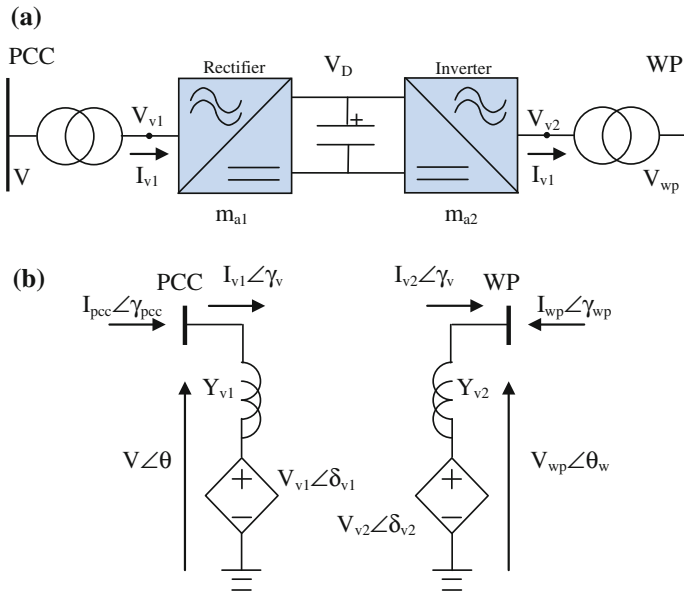 (a)
PCC
Rectifier
V_D
Inverter
WP
V_v1
V_v2
V
I_v1
+
I_v1
V_wp
m_a1
m_a2
(b)
PCC
I_v1∠γ_v
I_v2∠γ_v
WP
I_pcc∠γ_pcc
I_wp∠γ_wp
Y_v1
Y_v2
V∠θ
+
−
V_v1∠δ_v1
+
−
V_v2∠δ_v2
V_wp∠θ_w